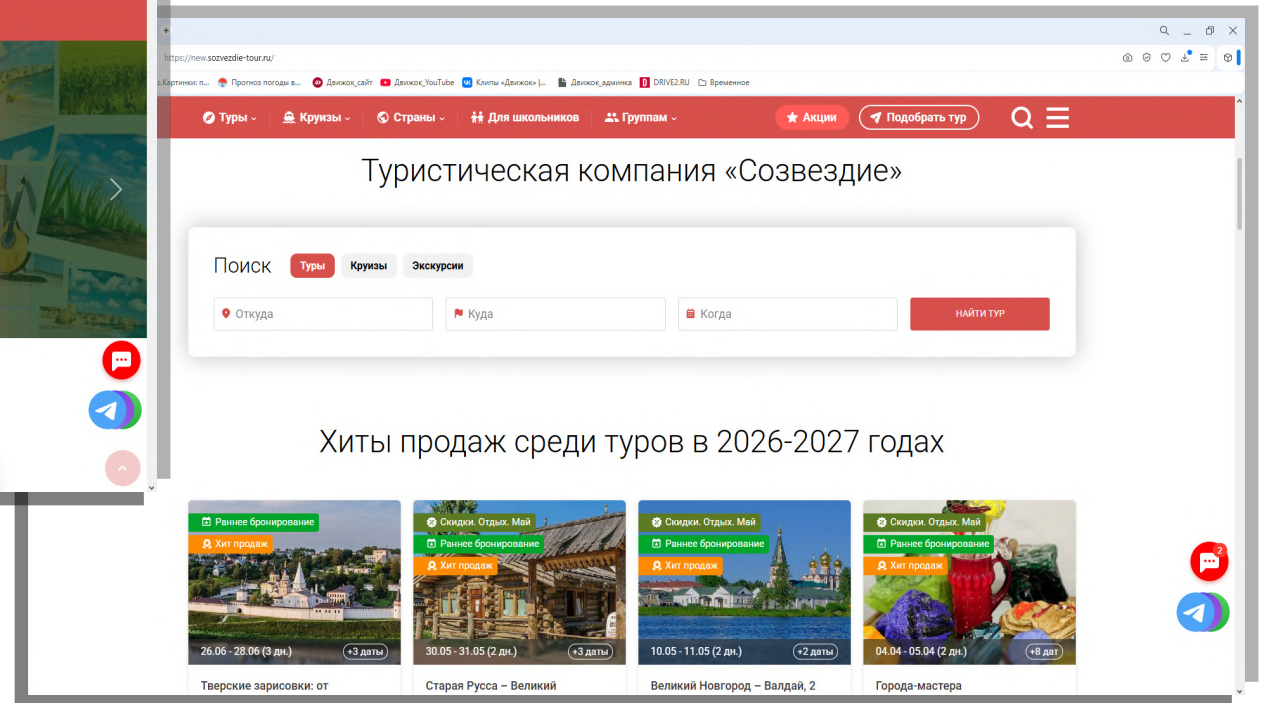 +
https://new.sozvezdie-tour.ru/
с.Картинки: п... Прогноз погоды в... Движок_сайт Движок_YouTube Клипы «Движок» |... Движок_админка DRIVE2.RU Временное
Туры Круизы Страны Для школьников Группам Акции Подобрать тур
Туристическая компания «Созвездие»
Поиск Туры Круизы Экскурсии
Откуда Куда Когда НАЙТИ ТУР
Хиты продаж среди туров в 2026-2027 годах
Раннее бронирование
Хит продаж
26.06 - 28.06 (3 дн.) +3 даты
Тверские зарисовки: от
Скидки. Отдых. Май
Раннее бронирование
Хит продаж
30.05 - 31.05 (2 дн.) +3 даты
Старая Русса – Великий
Скидки. Отдых. Май
Раннее бронирование
Хит продаж
10.05 - 11.05 (2 дн.) +2 даты
Великий Новгород – Валдай, 2
Скидки. Отдых. Май
Раннее бронирование
Хит продаж
04.04 - 05.04 (2 дн.) +8 дат
Города-мастера
2